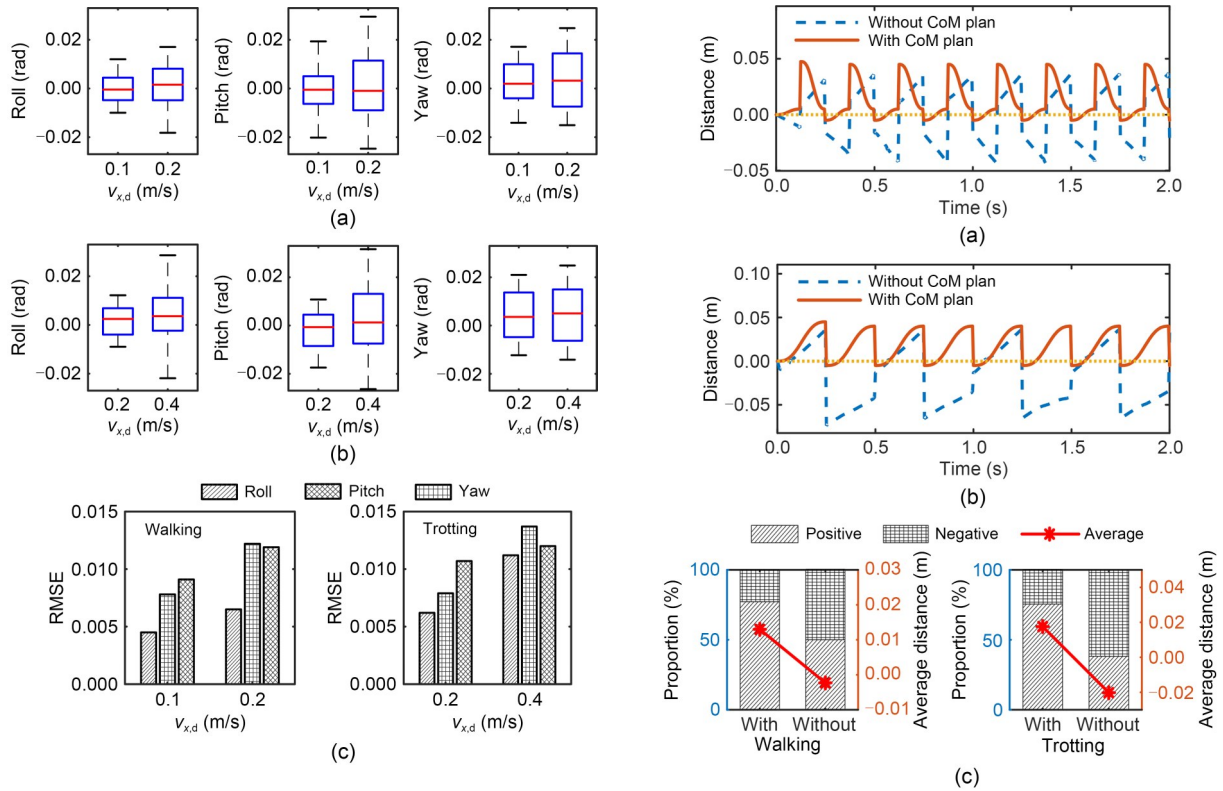 Roll (rad)
0.02
0.00
−0.02
0.1 0.2
v_x,d (m/s)
Pitch (rad)
0.02
0.00
−0.02
0.1 0.2
v_x,d (m/s)
Yaw (rad)
0.02
0.00
−0.02
0.1 0.2
v_x,d (m/s)
(a)
Roll (rad)
0.02
0.00
−0.02
0.2 0.4
v_x,d (m/s)
Pitch (rad)
0.02
0.00
−0.02
0.2 0.4
v_x,d (m/s)
Yaw (rad)
0.02
0.00
−0.02
0.2 0.4
v_x,d (m/s)
(b)
Roll Pitch Yaw
RMSE
0.015
0.010
0.005
0.000
Walking
0.1 0.2
v_x,d (m/s)
RMSE
0.015
0.010
0.005
0.000
Trotting
0.2 0.4
v_x,d (m/s)
(c)
Distance (m)
0.10
0.05
0.00
−0.05
Without CoM plan
With CoM plan
0.0 0.5 1.0 1.5 2.0
Time (s)
(a)
Distance (m)
0.10
0.05
0.00
−0.05
Without CoM plan
With CoM plan
0.0 0.5 1.0 1.5 2.0
Time (s)
(b)
Positive Negative Average
Proportion (%)
100
50
0
0.03
0.02
0.01
0.00
−0.01
Average distance (m)
With Without
Walking
Proportion (%)
100
50
0
0.04
0.02
0.00
−0.02
Average distance (m)
With Without
Trotting
(c)